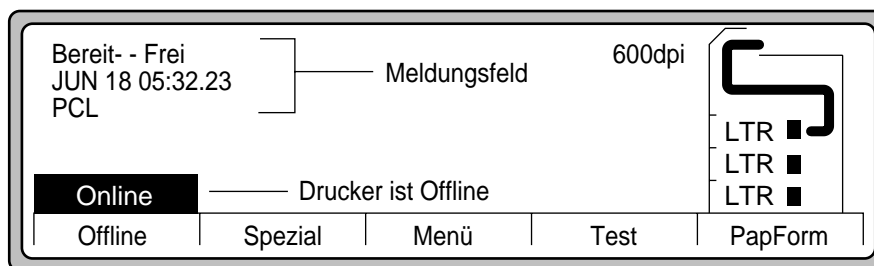 Bereit- - Frei
JUN 18 05:32.23
PCL
Meldungsfeld
600dpi
LTR
LTR
LTR
Online
Drucker ist Offline
Offline Spezial Menü Test PapForm